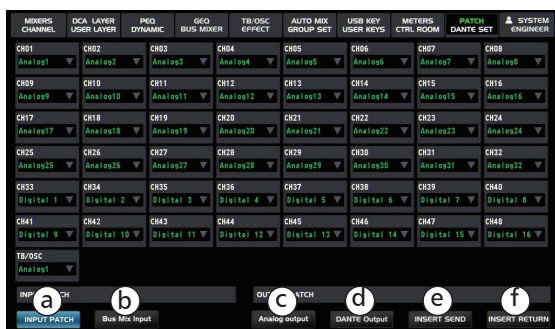 MIXERS DCA LAYER PEQ GEQ TB/OSC AUTO MIX USB KEY METERS PATCH SYSTEM
CHANNEL USER LAYER DYNAMIC BUS MIXER EFFECT GROUP SET USER KEYS CTRL ROOM DANTE SET ENGINEER
CH01 CH02 CH03 CH04 CH05 CH06 CH07 CH08
Analog1 Analog2 Analog3 Analog4 Analog5 Analog6 Analog7 Analog8
CH09 CH10 CH11 CH12 CH13 CH14 CH15 CH16
Analog9 Analog10 Analog11 Analog12 Analog13 Analog14 Analog15 Analog16
CH17 CH18 CH19 CH20 CH21 CH22 CH23 CH24
Analog17 Analog18 Analog19 Analog20 Analog21 Analog22 Analog23 Analog24
CH25 CH26 CH27 CH28 CH29 CH30 CH31 CH32
Analog25 Analog26 Analog27 Analog28 Analog29 Analog30 Analog31 Analog32
CH33 CH34 CH35 CH36 CH37 CH38 CH39 CH40
Digital 1 Digital 2 Digital 3 Digital 4 Digital 5 Digital 6 Digital 7 Digital 8
CH41 CH42 CH43 CH44 CH45 CH46 CH47 CH48
Digital 9 Digital 10 Digital 11 Digital 12 Digital 13 Digital 14 Digital 15 Digital 16
TB/OSC
Analog1
a b c d e f
INPUT PATCH Bus Mix Input Analog output DANTE Output INSERT SEND INSERT RETURN